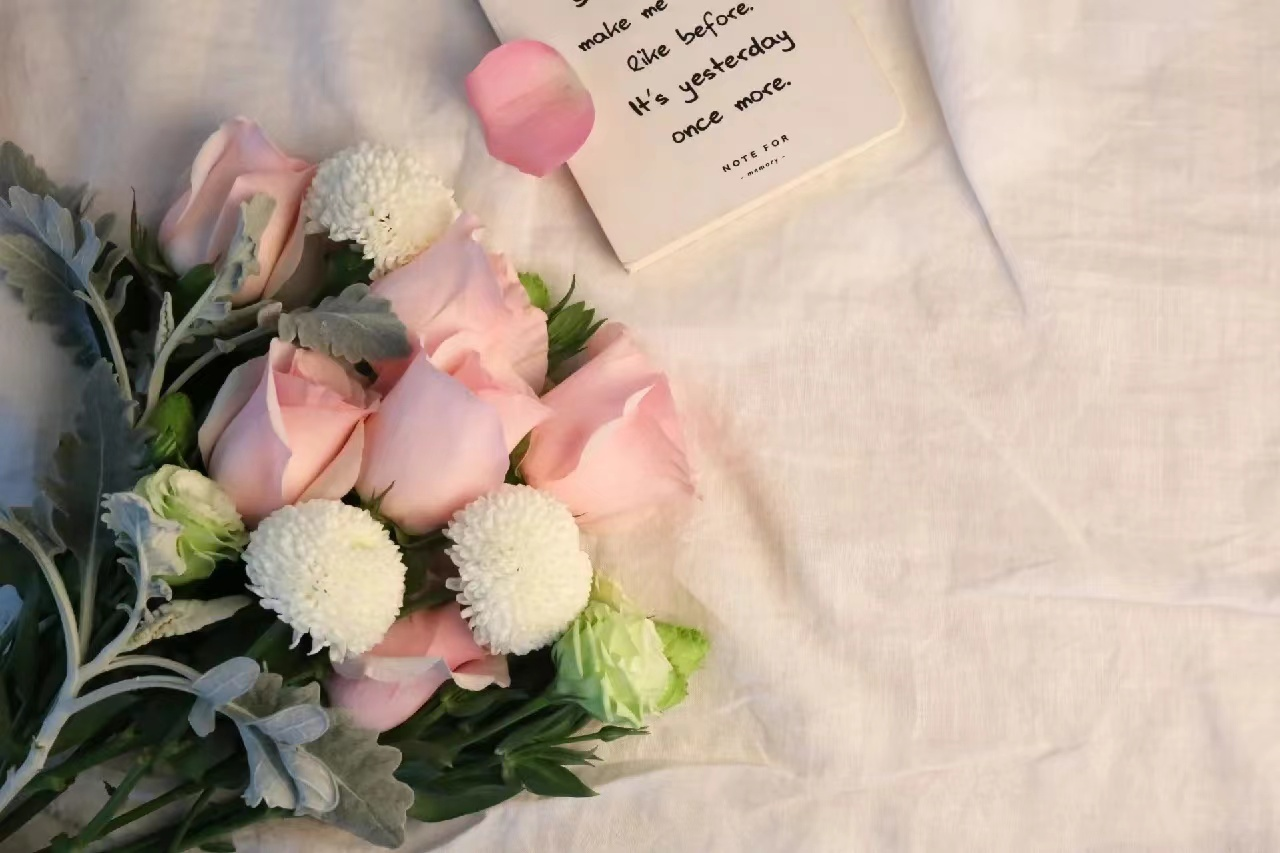 make me
like before.
It's yesterday
once more.
NOTE FOR
- memory -